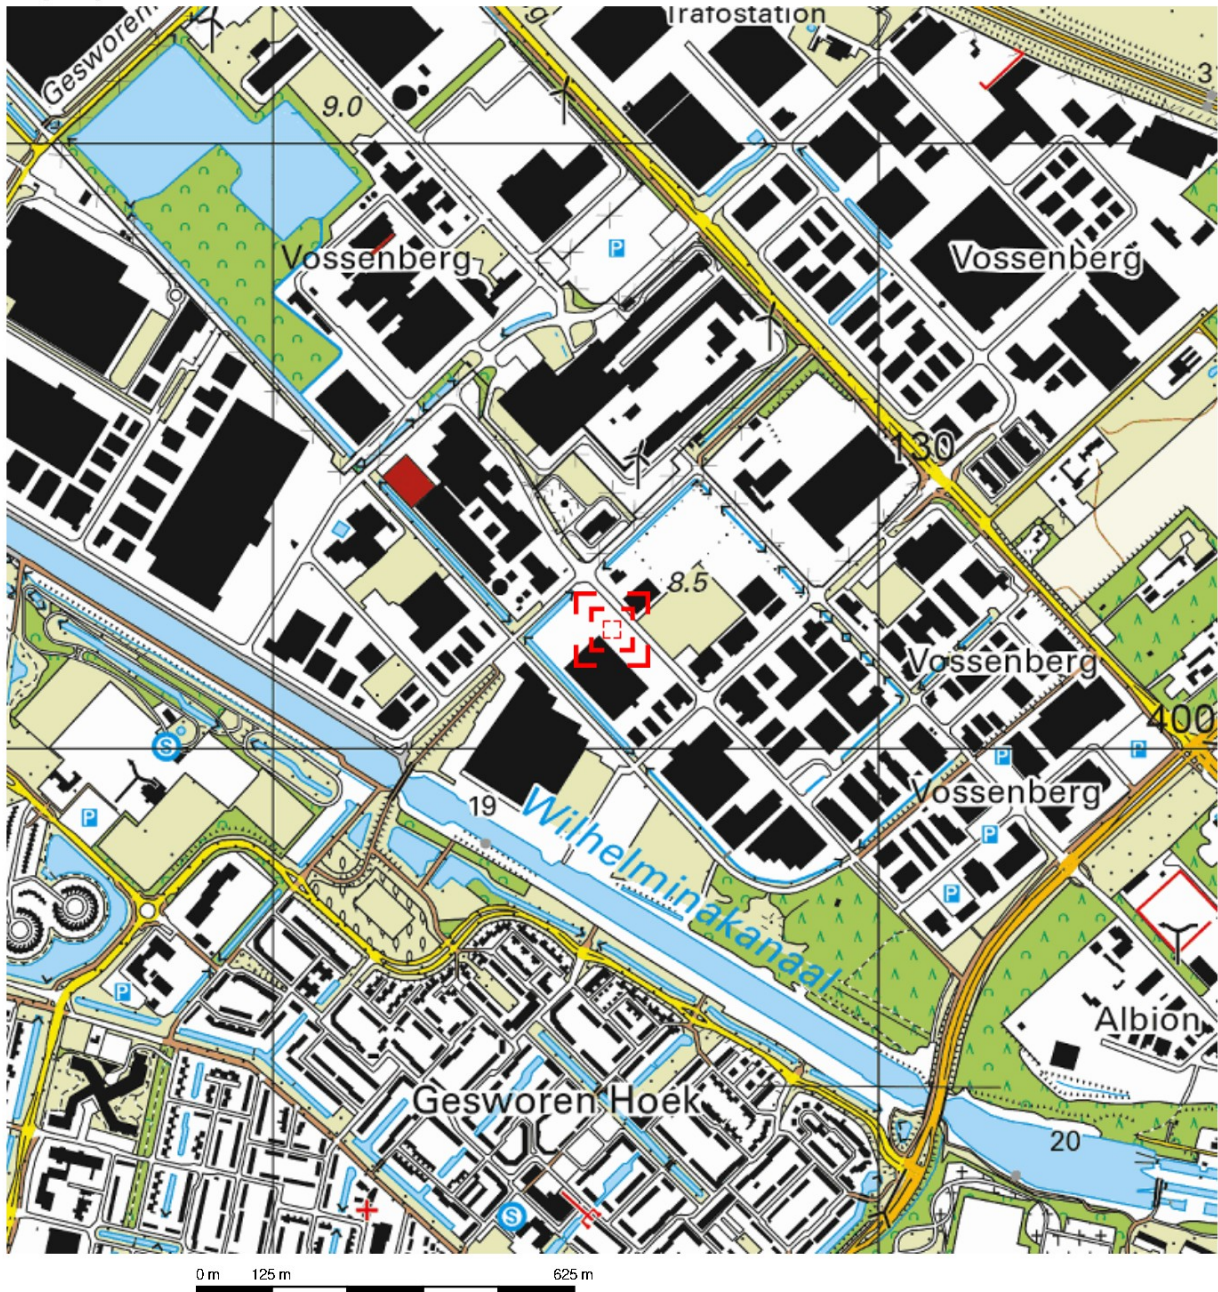 Trafostation
Gesworen
9.0
P
Vossenberg
Vossenberg
130
8.5
Vossenberg
400
S
P
P
Vossenberg
P
19
Wilhelminakanaal
P
P
P
Albion
Gesworen Hoek
20
S
0 m 125 m 625 m